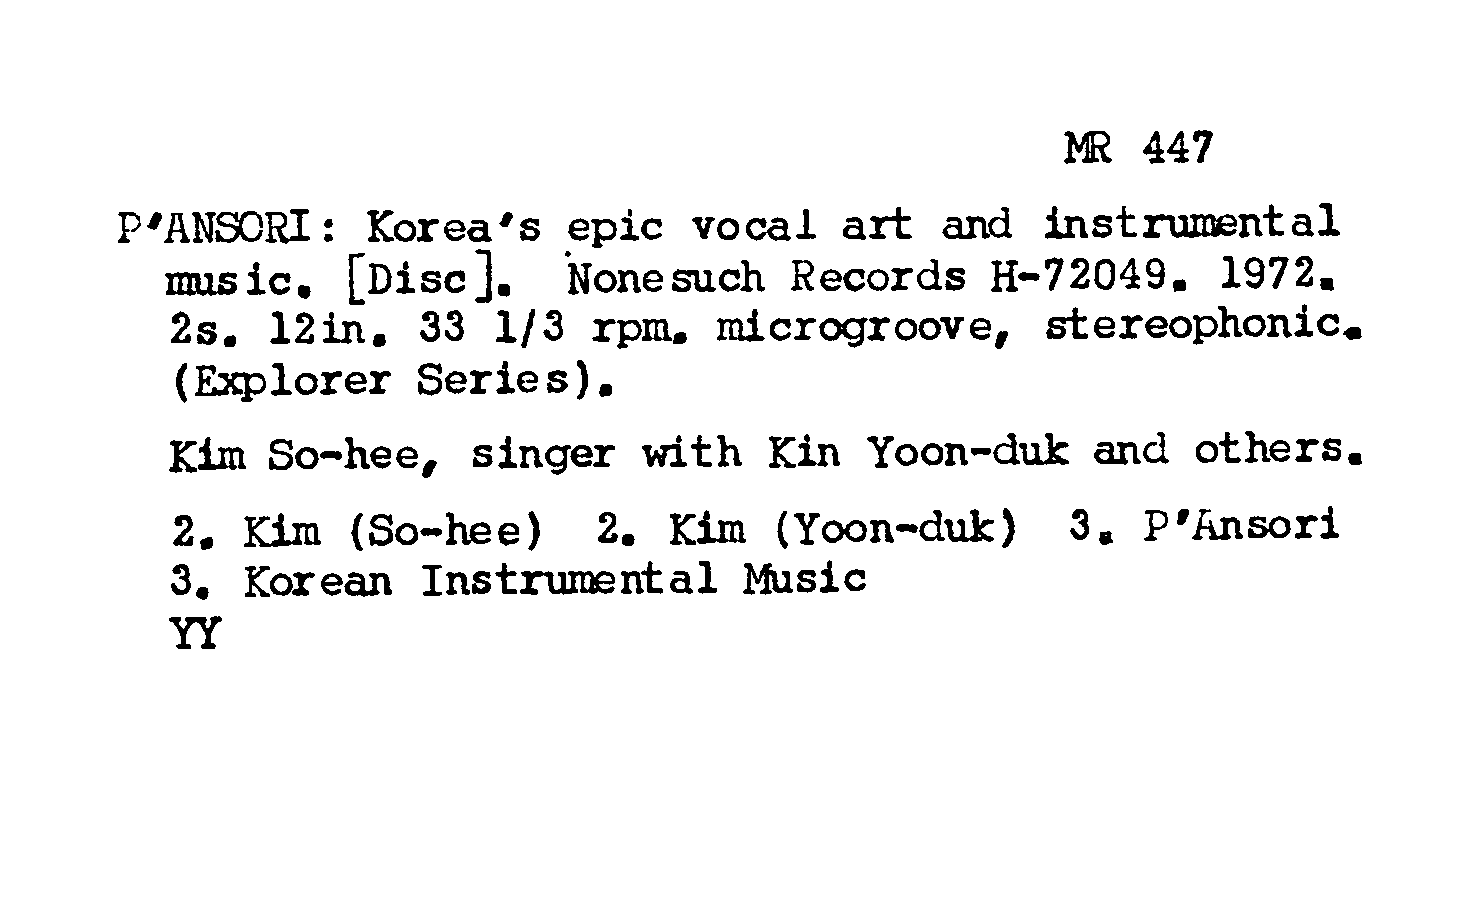 MR 447
P'ANSORI: Korea's epic vocal art and instrumental
music. [Disc]. Nonesuch Records H-72049. 1972.
2s. 12in. 33 1/3 rpm. microgroove, stereophonic.
(Explorer Series).
Kim So-hee, singer with Kin Yoon-duk and others.
2. Kim (So-hee) 2. Kim (Yoon-duk) 3. P'Ansori
3. Korean Instrumental Music
YY